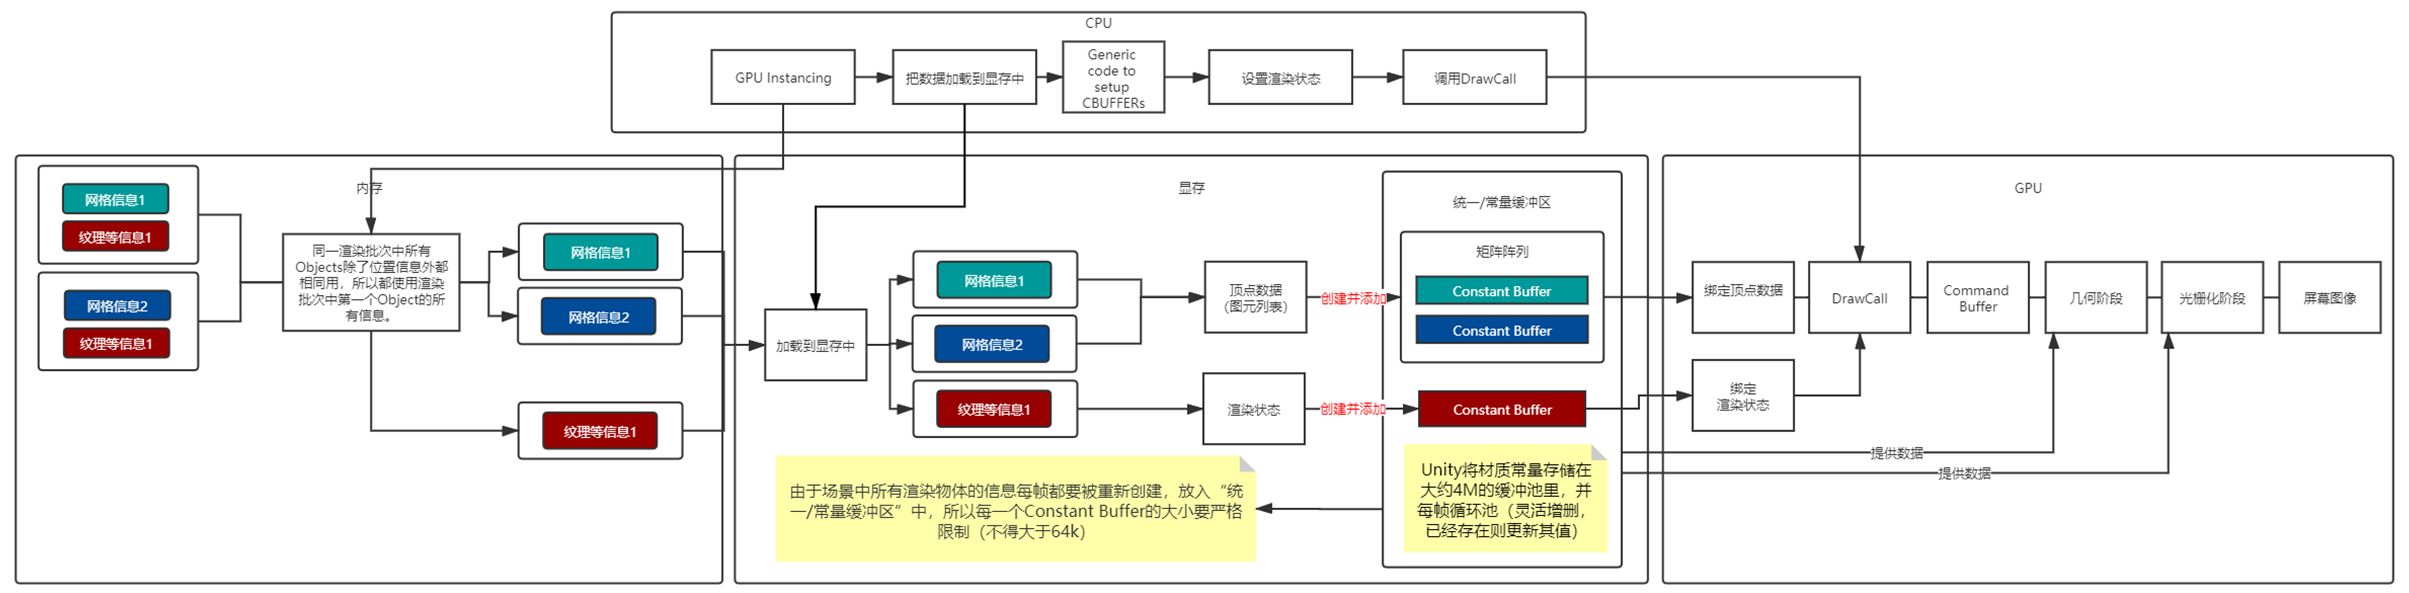 CPU
GPU Instancing
把数据加载到显存中
Generic
code to
setup
CBUFFERs
设置渲染状态
调用DrawCall
内存
网格信息1
纹理等信息1
网格信息2
纹理等信息1
同一渲染批次中所有
Objects除了位置信息外都
相同用，所以都使用渲染
批次中第一个Object的所
有信息。
网格信息1
网格信息2
纹理等信息1
显存
加载到显存中
网格信息1
网格信息2
纹理等信息1
顶点数据
（图元列表）
渲染状态
创建并添加
创建并添加
统一/常量缓冲区
矩阵阵列
Constant Buffer
Constant Buffer
Constant Buffer
由于场景中所有渲染物体的信息每帧都要被重新创建，放入“统
一/常量缓冲区”中，所以每一个Constant Buffer的大小要严格
限制（不得大于64k）
Unity将材质常量存储在
大约4M的缓冲池里，并
每帧循环池（灵活增删，
已经存在则更新其值）
GPU
绑定顶点数据
DrawCall
Command
Buffer
几何阶段
光栅化阶段
屏幕图像
绑定
渲染状态
提供数据
提供数据